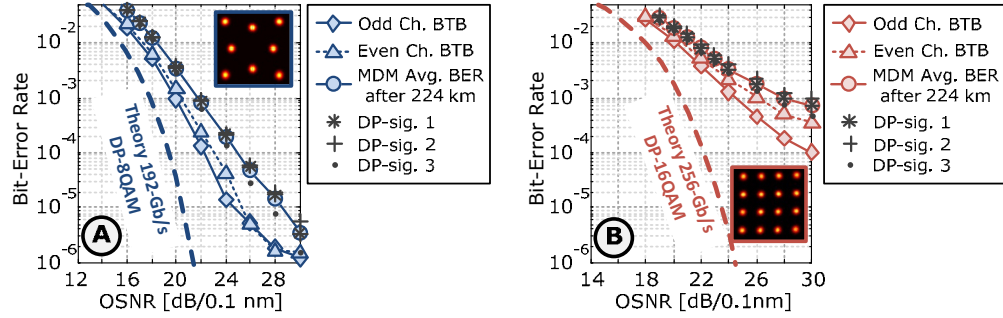 Bit-Error Rate
10-2
10-3
10-4
10-5
10-6
12
16
20
24
28
OSNR [dB/0.1 nm]
Theory 192-Gb/s
DP-8QAM
A
Odd Ch. BTB
Even Ch. BTB
MDM Avg. BER
after 224 km
DP-sig. 1
DP-sig. 2
DP-sig. 3
Bit-Error Rate
10-2
10-3
10-4
10-5
10-6
14
18
22
26
30
OSNR [dB/0.1nm]
Theory 256-Gb/s
DP-16QAM
B
Odd Ch. BTB
Even Ch. BTB
MDM Avg. BER
after 224 km
DP-sig. 1
DP-sig. 2
DP-sig. 3